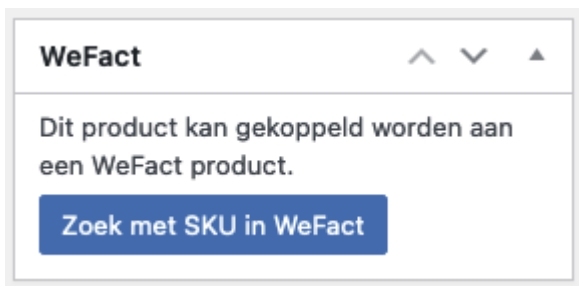 WeFact
Dit product kan gekoppeld worden aan
een WeFact product.
Zoek met SKU in WeFact